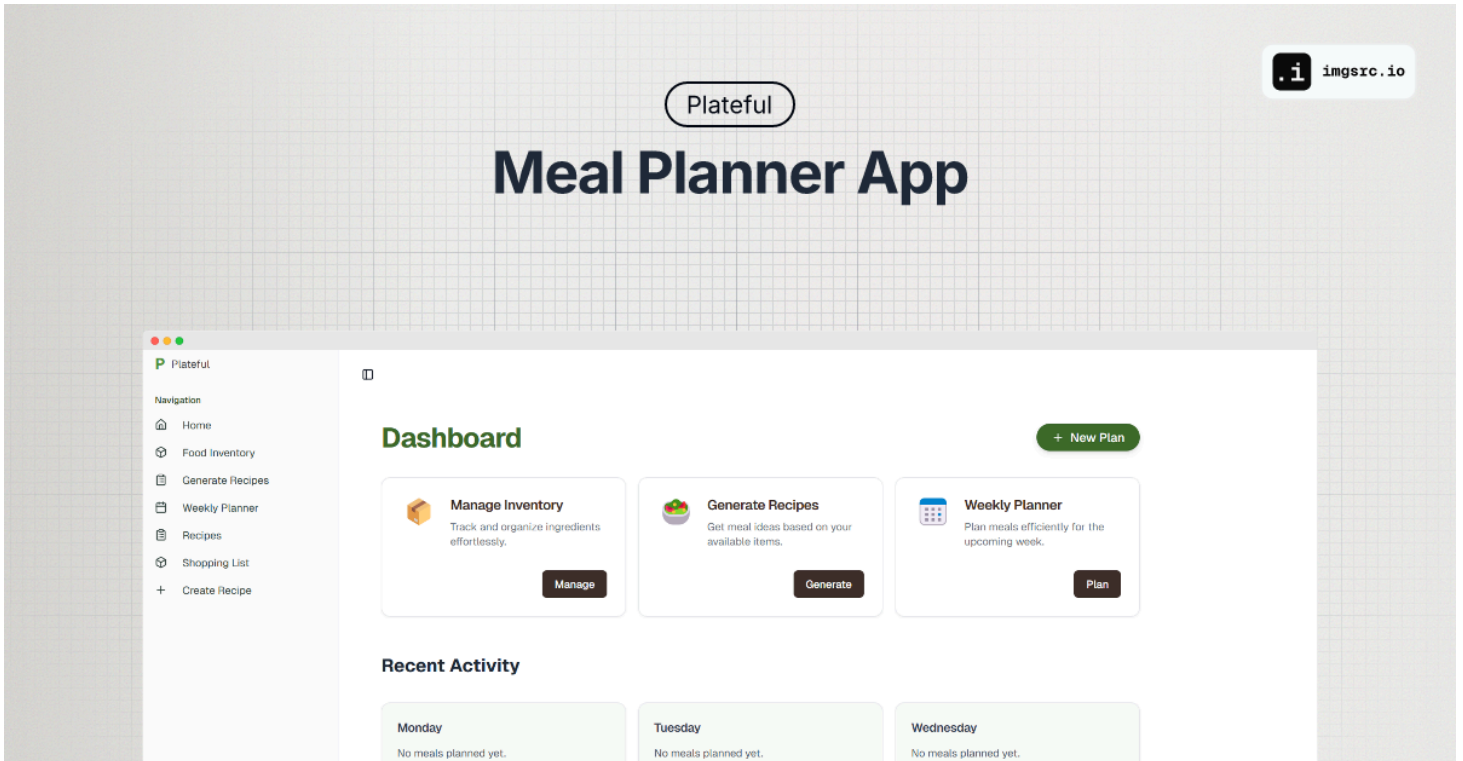 .i imgsrc.io
Plateful
Meal Planner App
P Plateful
Navigation
Home
Food Inventory
Generate Recipes
Weekly Planner
Recipes
Shopping List
Create Recipe
Dashboard
+ New Plan
Manage Inventory
Track and organize ingredients
effortlessly.
Manage
Generate Recipes
Get meal ideas based on your
available items.
Generate
Weekly Planner
Plan meals efficiently for the
upcoming week.
Plan
Recent Activity
Monday
No meals planned yet.
Tuesday
No meals planned yet.
Wednesday
No meals planned yet.